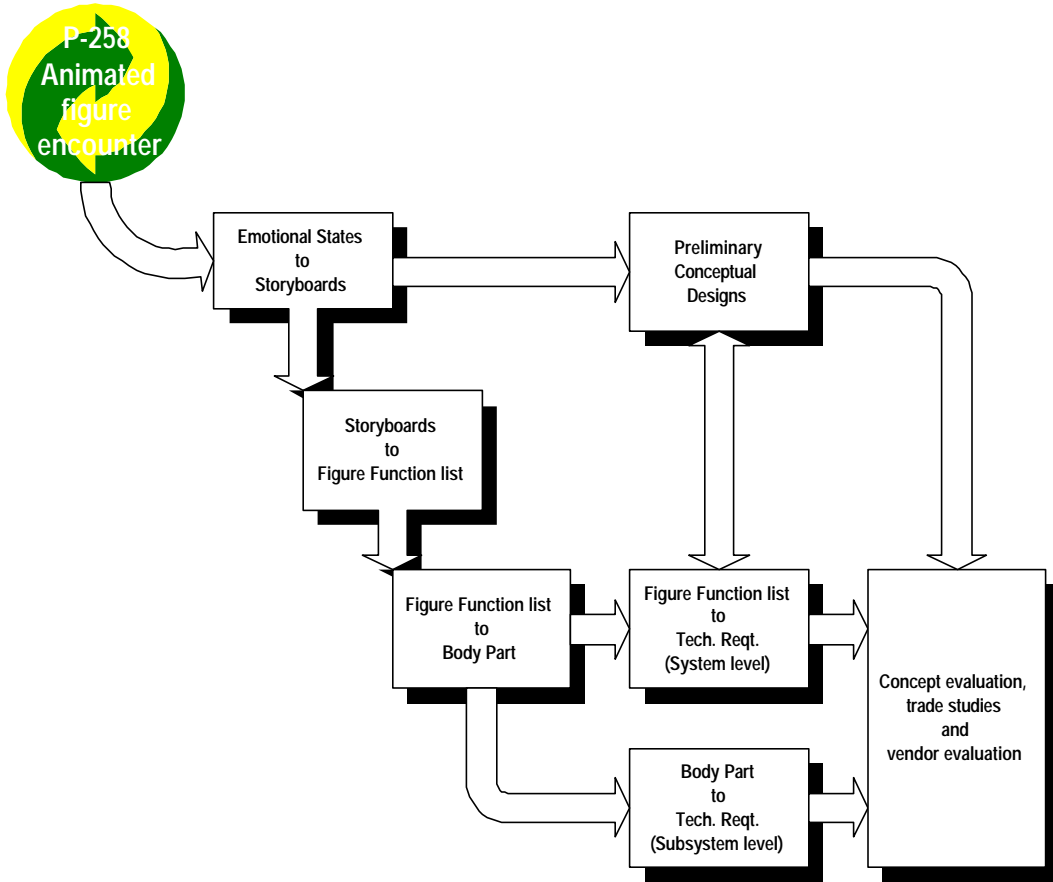 P-258
Animated
figure
encounter
Emotional States
to
Storyboards
Preliminary
Conceptual
Designs
Storyboards
to
Figure Function list
Figure Function list
to
Body Part
Figure Function list
to
Tech. Reqt.
(System level)
Concept evaluation,
trade studies
and
vendor evaluation
Body Part
to
Tech. Reqt.
(Subsystem level)